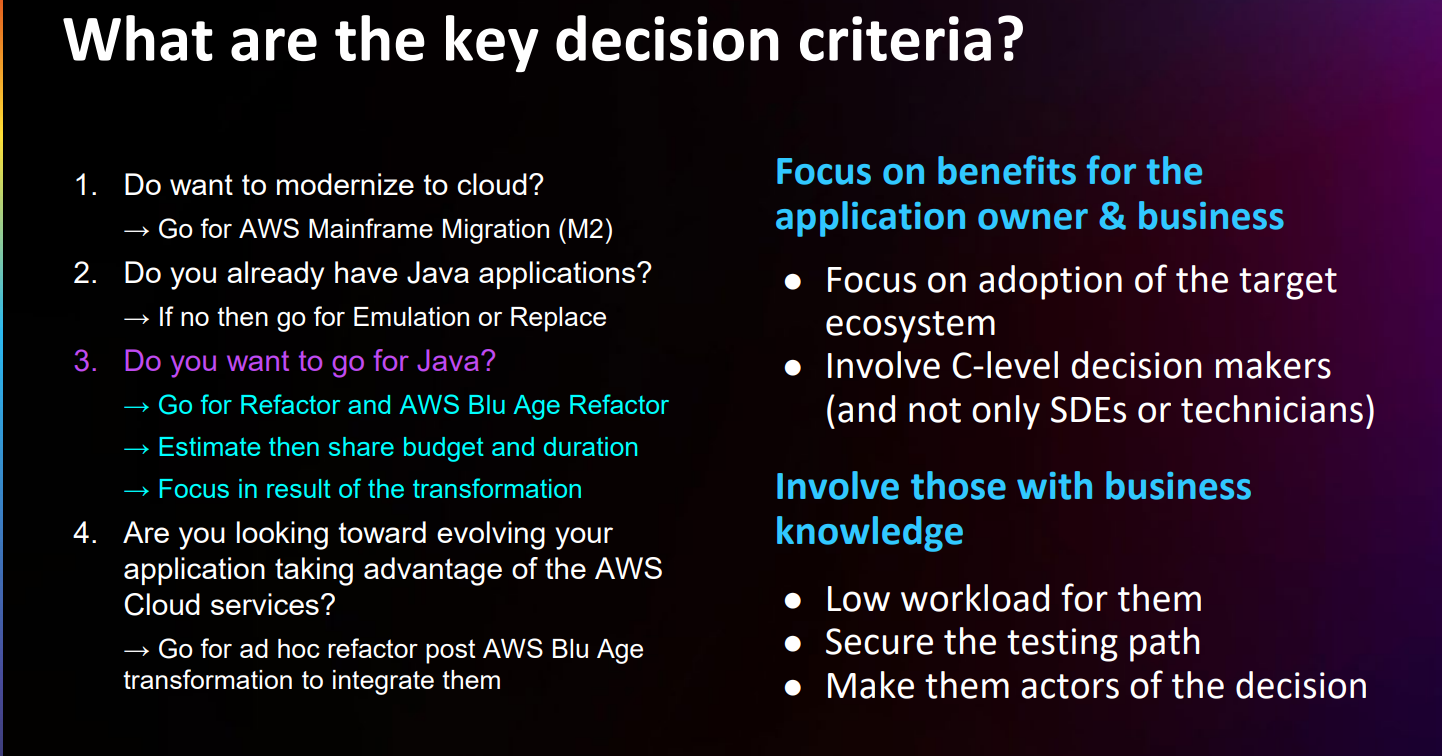 What are the key decision criteria?
1. Do want to modernize to cloud?
→ Go for AWS Mainframe Migration (M2)
2. Do you already have Java applications?
→ If no then go for Emulation or Replace
3. Do you want to go for Java?
→ Go for Refactor and AWS Blu Age Refactor
→ Estimate then share budget and duration
→ Focus in result of the transformation
4. Are you looking toward evolving your
application taking advantage of the AWS
Cloud services?
→ Go for ad hoc refactor post AWS Blu Age
transformation to integrate them
Focus on benefits for the
application owner & business
● Focus on adoption of the target
ecosystem
● Involve C-level decision makers
(and not only SDEs or technicians)
Involve those with business
knowledge
● Low workload for them
● Secure the testing path
● Make them actors of the decision